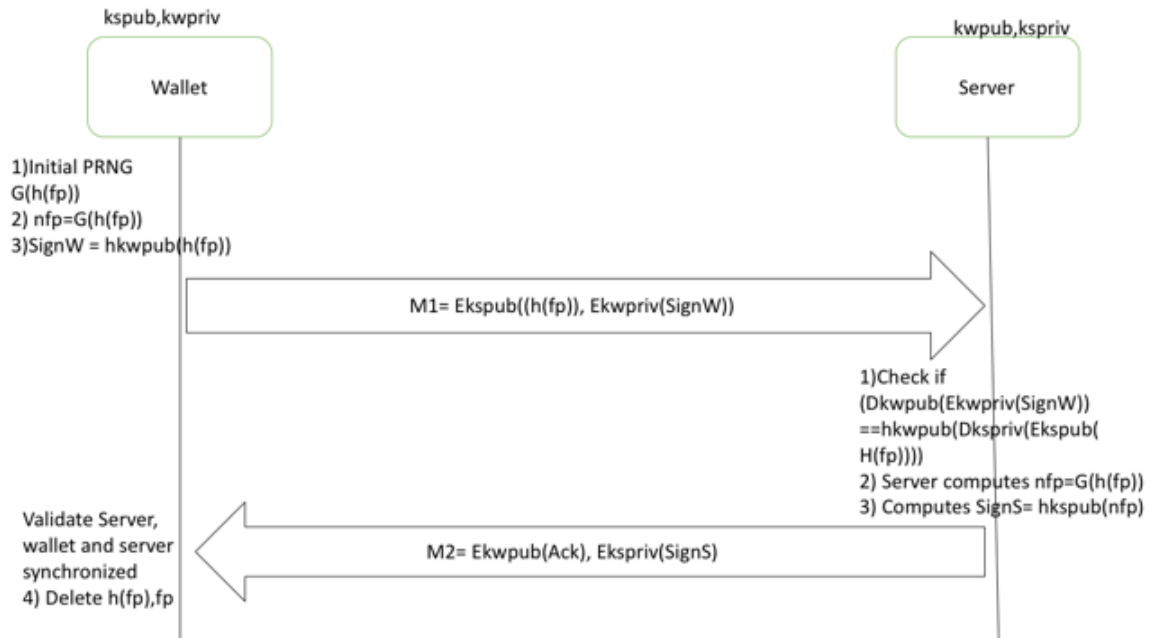 kspub,kwpriv
kwpub,kspriv
Wallet
Server
1)Initial PRNG
G(h(fp))
2) nfp=G(h(fp))
3)SignW = hkwpub(h(fp))
M1= Ekspub((h(fp)), Ekwpriv(SignW))
1)Check if
(Dkwpub(Ekwpriv(SignW))
==hkwpub(Dkspriv(Ekspub(
H(fp))))
2) Server computes nfp=G(h(fp))
3) Computes SignS= hkspub(nfp)
Validate Server,
wallet and server
synchronized
4) Delete h(fp),fp
M2= Ekwpub(Ack), Ekspriv(SignS)